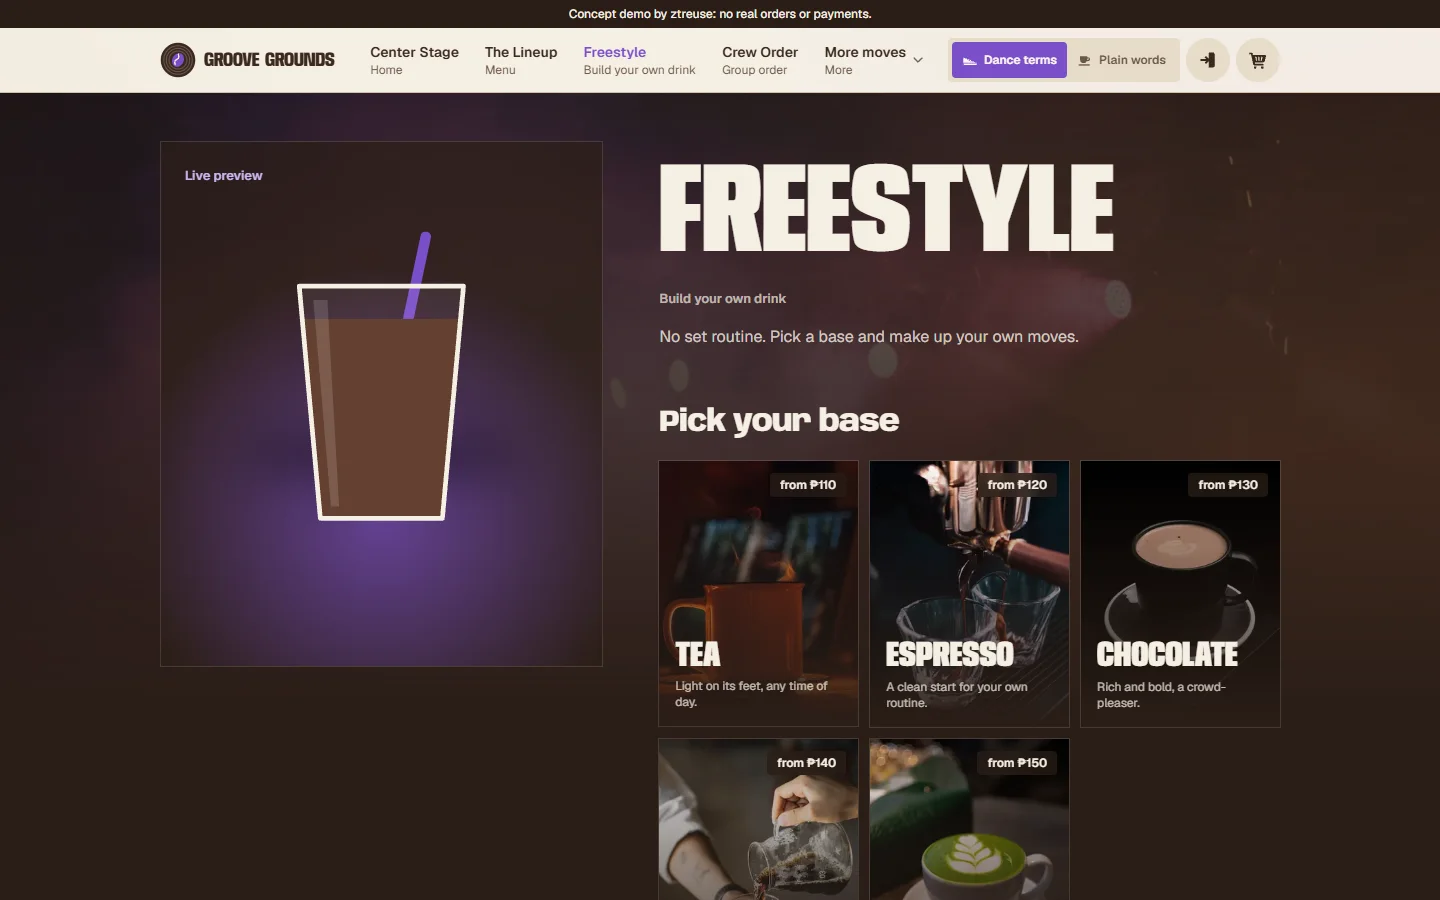 Concept demo by ztreuse: no real orders or payments.
GROOVE GROUNDS
Center Stage
Home
The Lineup
Menu
Freestyle
Build your own drink
Crew Order
Group order
More moves
More
Dance terms
Plain words
Live preview
FREESTYLE
Build your own drink
No set routine. Pick a base and make up your own moves.
Pick your base
from ₱110
TEA
Light on its feet, any time of
day.
from ₱120
ESPRESSO
A clean start for your own
routine.
from ₱130
CHOCOLATE
Rich and bold, a crowd-
pleaser.
from ₱140
from ₱150